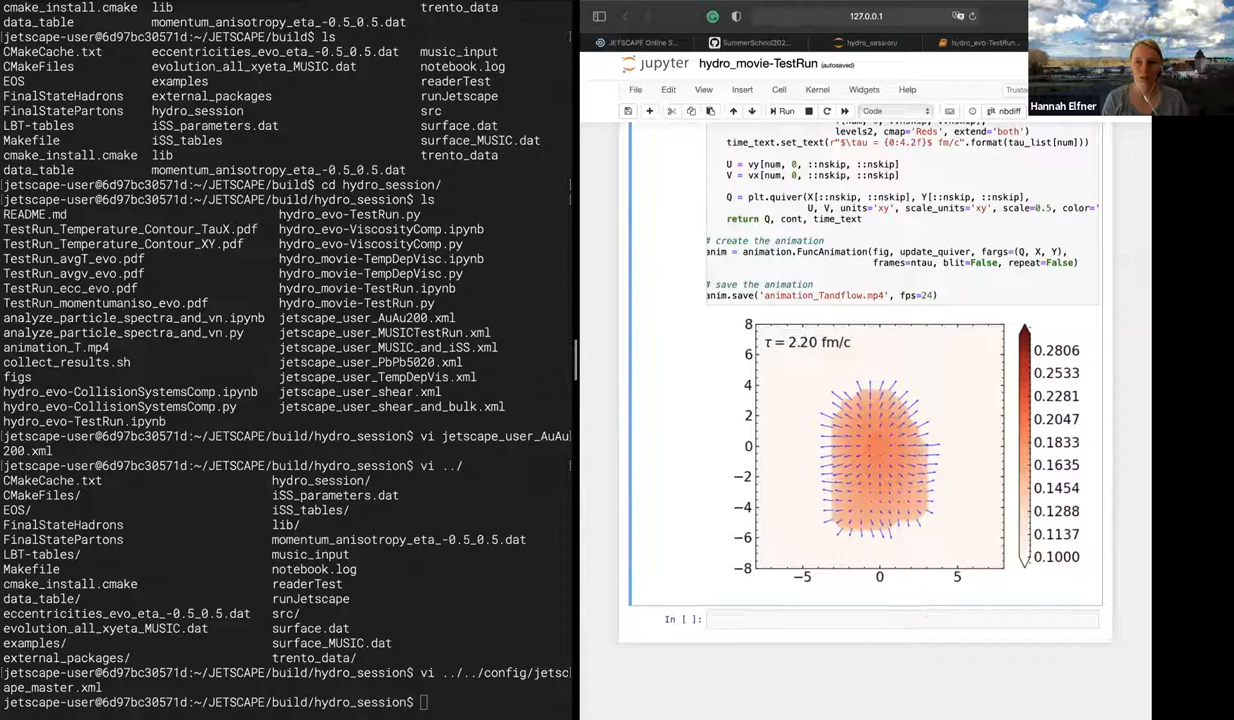 cmake_install.cmake lib trento_data
data_table momentum_anisotropy_eta_-0.5_0.5.dat
jetscape-user@6d97bc30571d:~/JETSCAPE/build$ ls
CMakeCache.txt eccentricities_evo_eta_-0.5_0.5.dat music_input
CMakeFiles evolution_all_xyeta_MUSIC.dat notebook.log
EOS examples readerTest
FinalStateHadrons external_packages runJetscape
FinalStatePartons hydro_session src
LBT-tables iSS_parameters.dat surface.dat
Makefile iSS_tables surface_MUSIC.dat
cmake_install.cmake lib trento_data
data_table momentum_anisotropy_eta_-0.5_0.5.dat
jetscape-user@6d97bc30571d:~/JETSCAPE/build$ cd hydro_session/
jetscape-user@6d97bc30571d:~/JETSCAPE/build/hydro_session$ ls
README.md hydro_evo-TestRun.py
TestRun_Temperature_Contour_TauX.pdf hydro_evo-ViscosityComp.ipynb
TestRun_Temperature_Contour_XY.pdf hydro_evo-ViscosityComp.py
TestRun_avgT_evo.pdf hydro_movie-TempDepVisc.ipynb
TestRun_avgv_evo.pdf hydro_movie-TempDepVisc.py
TestRun_ecc_evo.pdf hydro_movie-TestRun.ipynb
TestRun_momentumaniso_evo.pdf hydro_movie-TestRun.py
analyze_particle_spectra_and_vn.ipynb jetscape_user_AuAu200.xml
analyze_particle_spectra_and_vn.py jetscape_user_MUSICTestRun.xml
animation_T.mp4 jetscape_user_MUSIC_and_iSS.xml
collect_results.sh jetscape_user_PbPb5020.xml
figs jetscape_user_TempDepVis.xml
hydro_evo-CollisionSystemsComp.ipynb jetscape_user_shear.xml
hydro_evo-CollisionSystemsComp.py jetscape_user_shear_and_bulk.xml
hydro_evo-TestRun.ipynb
jetscape-user@6d97bc30571d:~/JETSCAPE/build/hydro_session$ vi jetscape_user_AuAu
200.xml
jetscape-user@6d97bc30571d:~/JETSCAPE/build/hydro_session$ vi ../
CMakeCache.txt hydro_session/
CMakeFiles/ iSS_parameters.dat
EOS/ iSS_tables/
FinalStateHadrons lib/
FinalStatePartons momentum_anisotropy_eta_-0.5_0.5.dat
LBT-tables/ music_input
Makefile notebook.log
cmake_install.cmake readerTest
data_table/ runJetscape
eccentricities_evo_eta_-0.5_0.5.dat src/
evolution_all_xyeta_MUSIC.dat surface.dat
examples/ surface_MUSIC.dat
external_packages/ trento_data/
jetscape-user@6d97bc30571d:~/JETSCAPE/build/hydro_session$ vi ../../config/jetsc
ape_master.xml
jetscape-user@6d97bc30571d:~/JETSCAPE/build/hydro_session$
127.0.0.1
JETSCAPE Online S... SummerSchool202... hydro_session/ hydro_evo-TestRun...
jupyter hydro_movie-TestRun (autosaved)
File Edit View Insert Cell Kernel Widgets Help Truste
Run Code nbdiff
levels2, cmap='Reds', extend='both')
time_text.set_text(r"$\tau = {0:4.2f}$ fm/c".format(tau_list[num]))
U = vy[num, 0, ::nskip, ::nskip]
V = vx[num, 0, ::nskip, ::nskip]
Q = plt.quiver(X[::nskip, ::nskip], Y[::nskip, ::nskip],
U, V, units='xy', scale_units='xy', scale=0.5, color='
return Q, cont, time_text
# create the animation
anim = animation.FuncAnimation(fig, update_quiver, fargs=(Q, X, Y),
frames=ntau, blit=False, repeat=False)
# save the animation
anim.save('animation_Tandflow.mp4', fps=24)
τ = 2.20 fm/c
8
6
4
2
0
−2
−4
−6
−8
−5 0 5
0.2806
0.2533
0.2281
0.2047
0.1833
0.1635
0.1454
0.1288
0.1137
0.1000
In [ ]:
Hannah Elfner